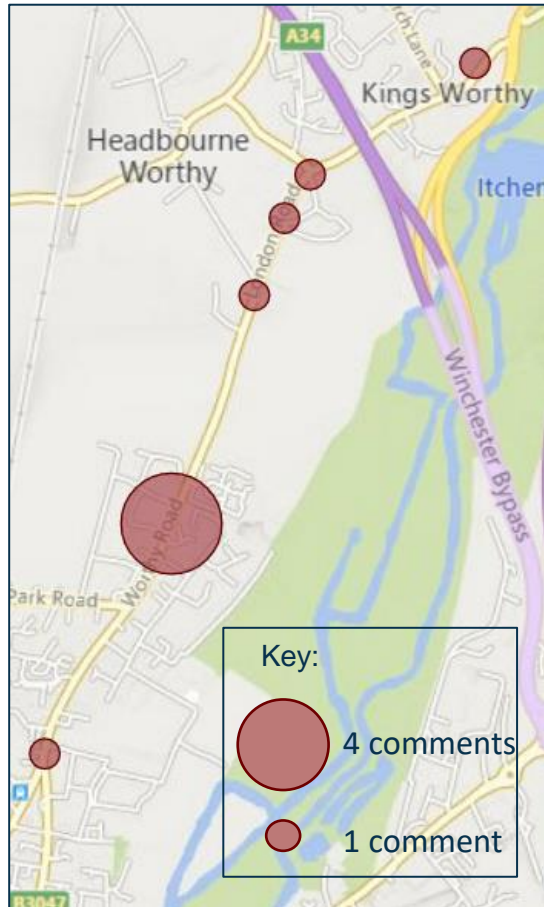 A34
Kings Worthy
Headbourne
Worthy
Itchen
London Road
Winchester Bypass
Worthy Road
Park Road
Key:
4 comments
1 comment
B3047